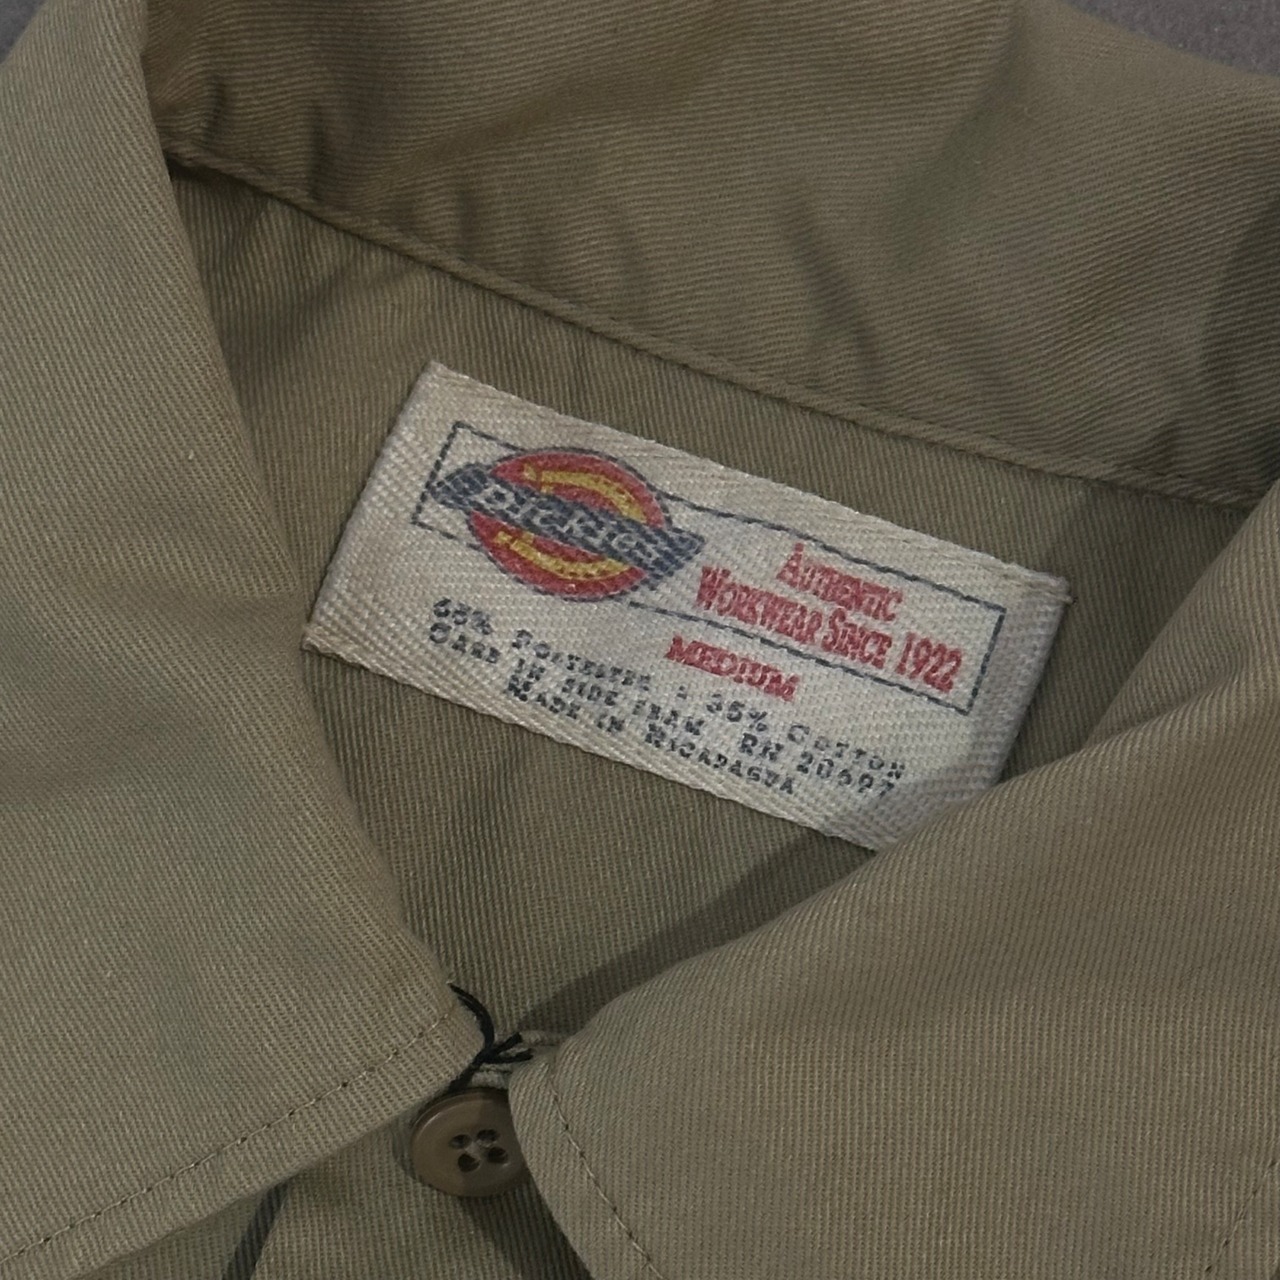 Dickies
AUTHENTIC
WORKWEAR SINCE 1922
MEDIUM
65% POLYESTER - 35% COTTON
CARE IN SIDE SEAM RN 20697
MADE IN NICARAGUA